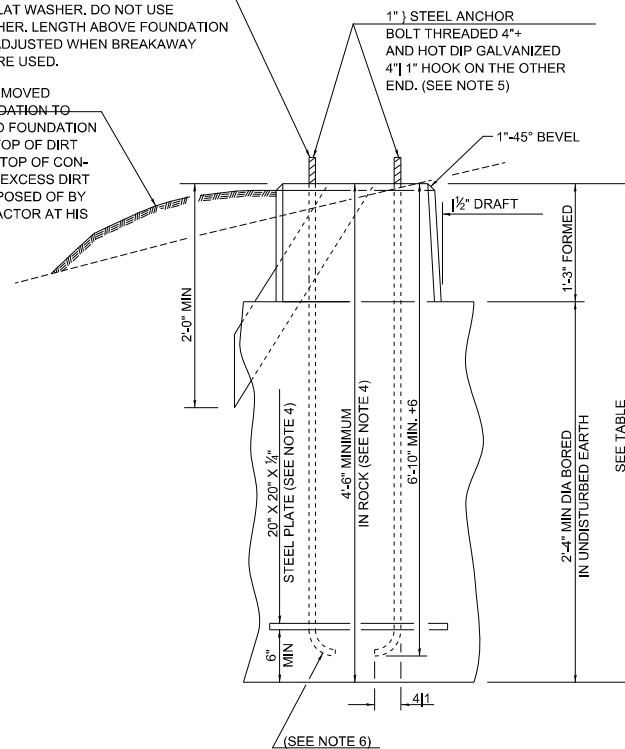 LAT WASHER. DO NOT USE
HER. LENGTH ABOVE FOUNDATION
ADJUSTED WHEN BREAKAWAY
RE USED.
MOVED
DATION TO
D FOUNDATION
TOP OF DIRT
TOP OF CON-
EXCESS DIRT
POSED OF BY
ACTOR AT HIS
1" } STEEL ANCHOR
BOLT THREADED 4"+
AND HOT DIP GALVANIZED
4"| 1" HOOK ON THE OTHER
END. (SEE NOTE 5)
1"-45° BEVEL
|½" DRAFT
1'-3" FORMED
2'-0" MIN
20" X 20" X ¼"
STEEL PLATE (SEE NOTE 4)
4'-6" MINIMUM
IN ROCK (SEE NOTE 4)
6'-10" MIN. +6
2'-4" MIN DIA BORED
IN UNDISTURBED EARTH
SEE TABLE
6"
MIN
4|1
(SEE NOTE 6)